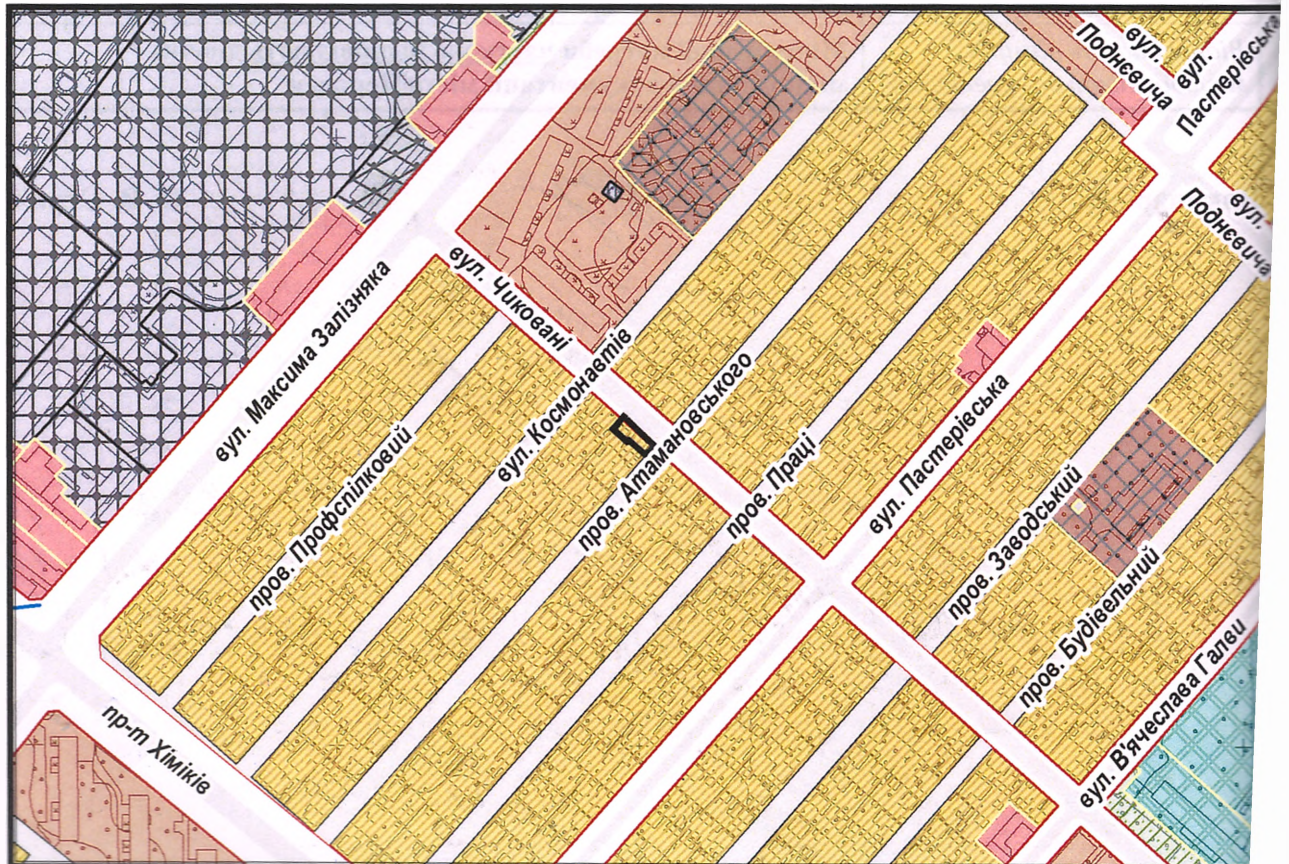 вул.
Поднєвича
вул.
Пастерівська
вул.
Поднєвича
вул. Чиковані
вул. Максима Залізняка
вул. Космонавтів
пров. Атамановського
пров. Профспілковий
пров. Праці
вул. Пастерівська
пров. Заводський
пров. Будівельний
вул. В'ячеслава Галви
пр-т Хіміків